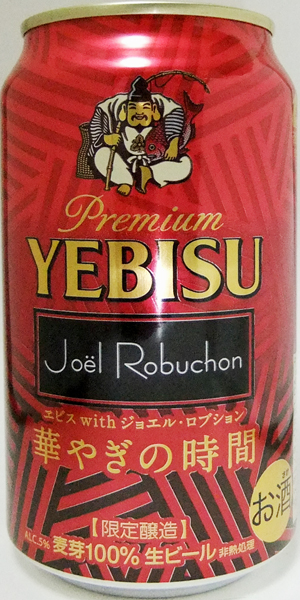 Premium
YEBISU
Joël Robuchon
ヱビス with ジョエル・ロブション
華やぎの時間
お酒
【限定醸造】
ALC.5% 麦芽100% 生ビール 非熱処理